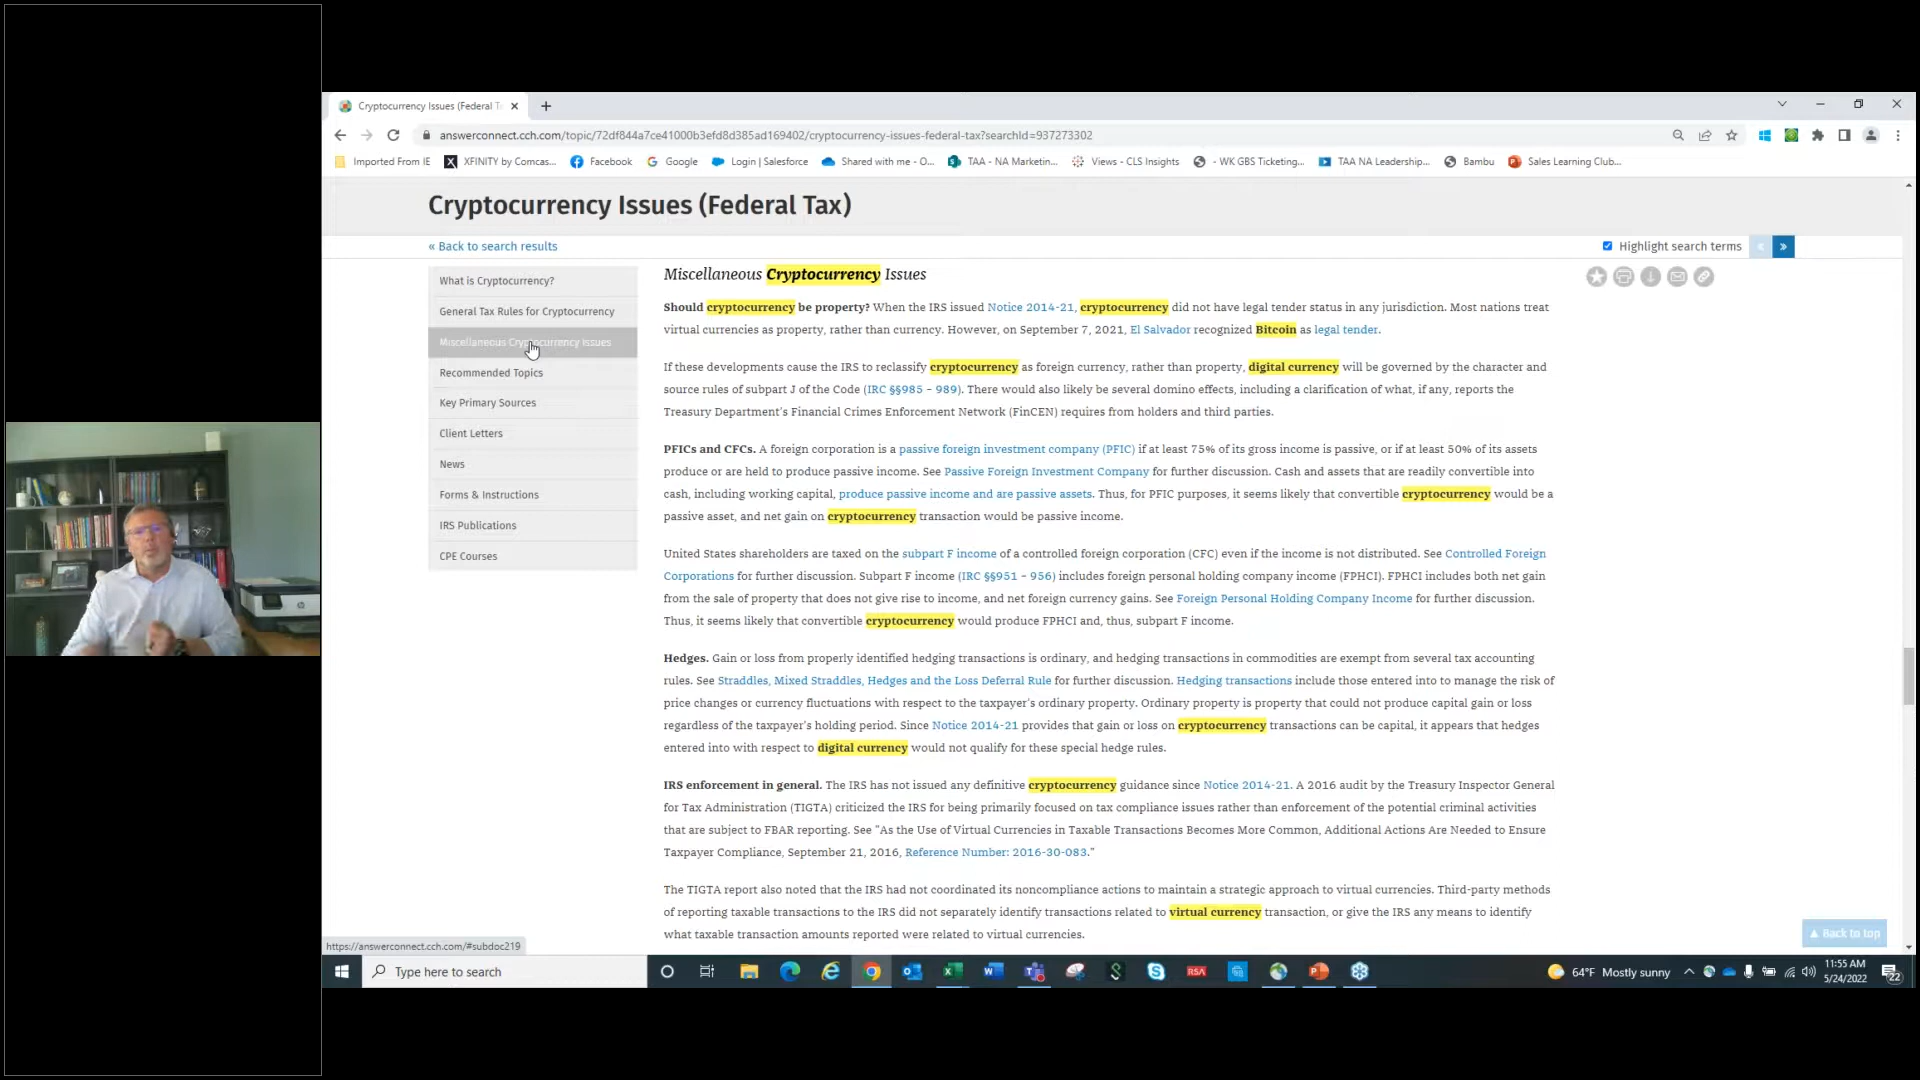 Cryptocurrency Issues (Federal T
answerconnect.cch.com/topic/72df844a7ce41000b3efd8d385ad169402/cryptocurrency-issues-federal-tax?searchId=937273302
Imported From IE XFINITY by Comcas... Facebook Google Login | Salesforce Shared with me - O... TAA - NA Marketin... Views - CLS Insights - WK GBS Ticketing... TAA NA Leadership... Bambu Sales Learning Club...
Cryptocurrency Issues (Federal Tax)
« Back to search results
Highlight search terms « »
What is Cryptocurrency?
General Tax Rules for Cryptocurrency
Miscellaneous Cryptocurrency Issues
Recommended Topics
Key Primary Sources
Client Letters
News
Forms & Instructions
IRS Publications
CPE Courses
Miscellaneous Cryptocurrency Issues
Should cryptocurrency be property? When the IRS issued Notice 2014-21, cryptocurrency did not have legal tender status in any jurisdiction. Most nations treat
virtual currencies as property, rather than currency. However, on September 7, 2021, El Salvador recognized Bitcoin as legal tender.
If these developments cause the IRS to reclassify cryptocurrency as foreign currency, rather than property, digital currency will be governed by the character and
source rules of subpart J of the Code (IRC §§985 – 989). There would also likely be several domino effects, including a clarification of what, if any, reports the
Treasury Department's Financial Crimes Enforcement Network (FinCEN) requires from holders and third parties.
PFICs and CFCs. A foreign corporation is a passive foreign investment company (PFIC) if at least 75% of its gross income is passive, or if at least 50% of its assets
produce or are held to produce passive income. See Passive Foreign Investment Company for further discussion. Cash and assets that are readily convertible into
cash, including working capital, produce passive income and are passive assets. Thus, for PFIC purposes, it seems likely that convertible cryptocurrency would be a
passive asset, and net gain on cryptocurrency transaction would be passive income.
United States shareholders are taxed on the subpart F income of a controlled foreign corporation (CFC) even if the income is not distributed. See Controlled Foreign
Corporations for further discussion. Subpart F income (IRC §§951 – 956) includes foreign personal holding company income (FPHCI). FPHCI includes both net gain
from the sale of property that does not give rise to income, and net foreign currency gains. See Foreign Personal Holding Company Income for further discussion.
Thus, it seems likely that convertible cryptocurrency would produce FPHCI and, thus, subpart F income.
Hedges. Gain or loss from properly identified hedging transactions is ordinary, and hedging transactions in commodities are exempt from several tax accounting
rules. See Straddles, Mixed Straddles, Hedges and the Loss Deferral Rule for further discussion. Hedging transactions include those entered into to manage the risk of
price changes or currency fluctuations with respect to the taxpayer's ordinary property. Ordinary property is property that could not produce capital gain or loss
regardless of the taxpayer's holding period. Since Notice 2014-21 provides that gain or loss on cryptocurrency transactions can be capital, it appears that hedges
entered into with respect to digital currency would not qualify for these special hedge rules.
IRS enforcement in general. The IRS has not issued any definitive cryptocurrency guidance since Notice 2014-21. A 2016 audit by the Treasury Inspector General
for Tax Administration (TIGTA) criticized the IRS for being primarily focused on tax compliance issues rather than enforcement of the potential criminal activities
that are subject to FBAR reporting. See "As the Use of Virtual Currencies in Taxable Transactions Becomes More Common, Additional Actions Are Needed to Ensure
Taxpayer Compliance, September 21, 2016, Reference Number: 2016-30-083."
The TIGTA report also noted that the IRS had not coordinated its noncompliance actions to maintain a strategic approach to virtual currencies. Third-party methods
of reporting taxable transactions to the IRS did not separately identify transactions related to virtual currency transaction, or give the IRS any means to identify
what taxable transaction amounts reported were related to virtual currencies.
Back to top
https://answerconnect.cch.com/#subdoc219
Type here to search
RSA
64°F Mostly sunny
11:55 AM
5/24/2022
22